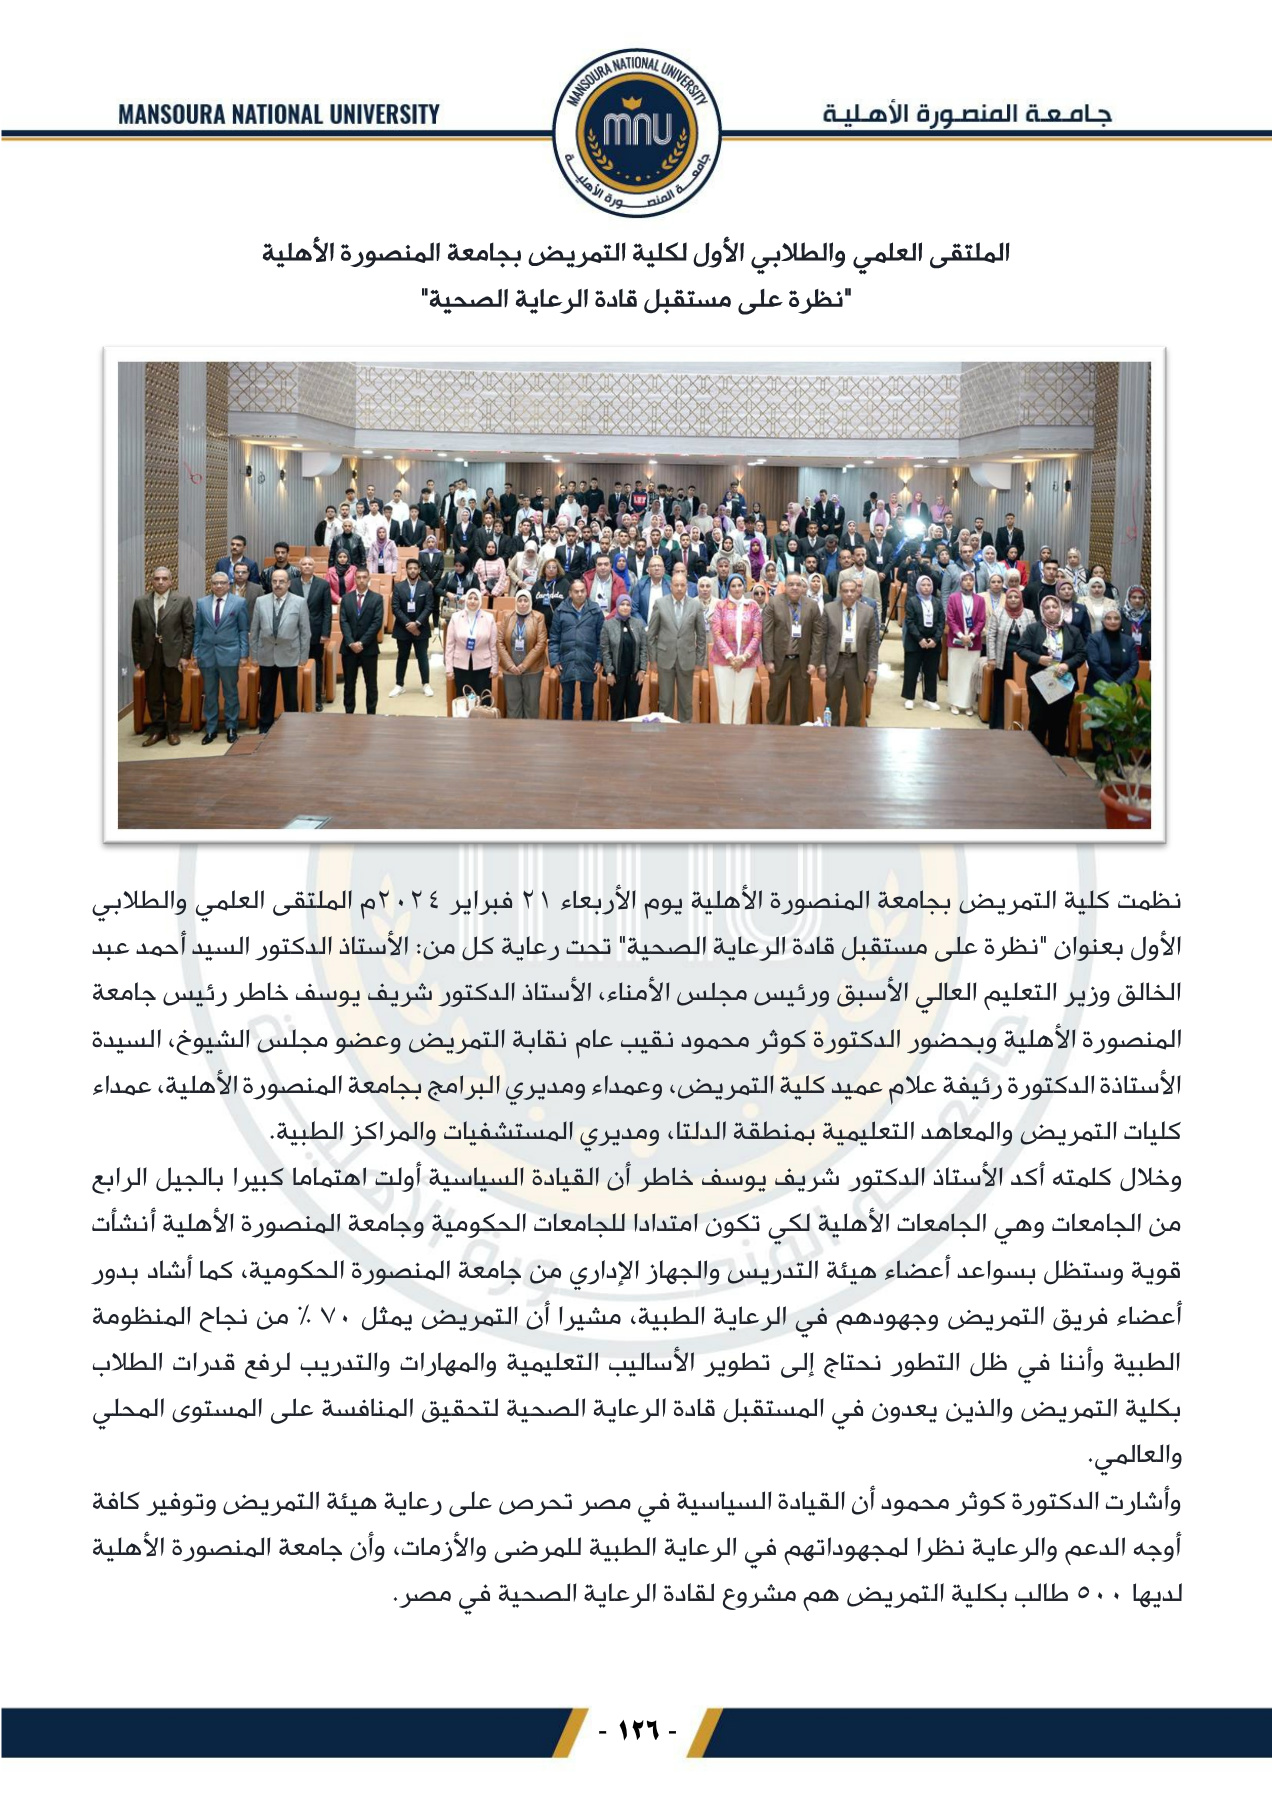 MANSOURA NATIONAL UNIVERSITY
جامعة المنصورة الأهلية
MANSOURA NATIONAL UNIVERSITY
mnu
جامعة المنصورة الأهلية
الملتقى العلمي والطلابي الأول لكلية التمريض بجامعة المنصورة الأهلية
"نظرة على مستقبل قادة الرعاية الصحية"
نظمت كلية التمريض بجامعة المنصورة الأهلية يوم الأربعاء ٢١ فبراير ٢٠٢٤م الملتقى العلمي والطلابي
الأول بعنوان "نظرة على مستقبل قادة الرعاية الصحية" تحت رعاية كل من: الأستاذ الدكتور السيد أحمد عبد
الخالق وزير التعليم العالي الأسبق ورئيس مجلس الأمناء، الأستاذ الدكتور شريف يوسف خاطر رئيس جامعة
المنصورة الأهلية وبحضور الدكتورة كوثر محمود نقيب عام نقابة التمريض وعضو مجلس الشيوخ، السيدة
الأستاذة الدكتورة رئيفة علام عميد كلية التمريض، وعمداء ومديري البرامج بجامعة المنصورة الأهلية، عمداء
كليات التمريض والمعاهد التعليمية بمنطقة الدلتا، ومديري المستشفيات والمراكز الطبية.
وخلال كلمته أكد الأستاذ الدكتور شريف يوسف خاطر أن القيادة السياسية أولت اهتماما كبيرا بالجيل الرابع
من الجامعات وهي الجامعات الأهلية لكي تكون امتدادا للجامعات الحكومية وجامعة المنصورة الأهلية أنشأت
قوية وستظل بسواعد أعضاء هيئة التدريس والجهاز الإداري من جامعة المنصورة الحكومية، كما أشاد بدور
أعضاء فريق التمريض وجهودهم في الرعاية الطبية، مشيرا أن التمريض يمثل ٧٠ ٪ من نجاح المنظومة
الطبية وأننا في ظل التطور نحتاج إلى تطوير الأساليب التعليمية والمهارات والتدريب لرفع قدرات الطلاب
بكلية التمريض والذين يعدون في المستقبل قادة الرعاية الصحية لتحقيق المنافسة على المستوى المحلي
والعالمي.
وأشارت الدكتورة كوثر محمود أن القيادة السياسية في مصر تحرص على رعاية هيئة التمريض وتوفير كافة
أوجه الدعم والرعاية نظرا لمجهوداتهم في الرعاية الطبية للمرضى والأزمات، وأن جامعة المنصورة الأهلية
لديها ٥٠٠ طالب بكلية التمريض هم مشروع لقادة الرعاية الصحية في مصر.
- ١٢٦ -